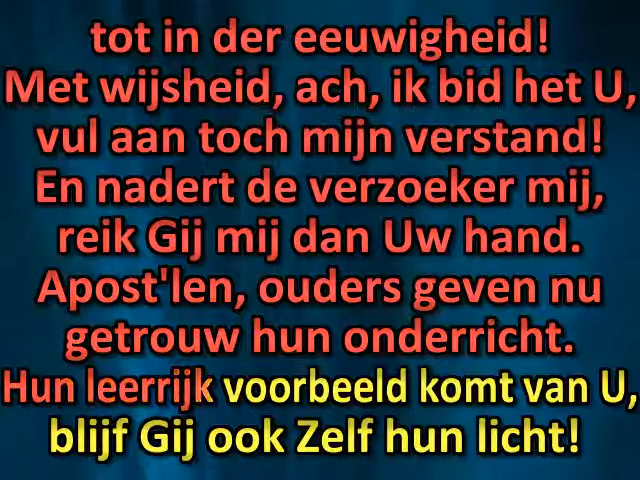 tot in der eeuwigheid!
Met wijsheid, ach, ik bid het U,
vul aan toch mijn verstand!
En nadert de verzoeker mij,
reik Gij mij dan Uw hand.
Apost'len, ouders geven nu
getrouw hun onderricht.
Hun leerrijk voorbeeld komt van U,
blijf Gij ook Zelf hun licht!